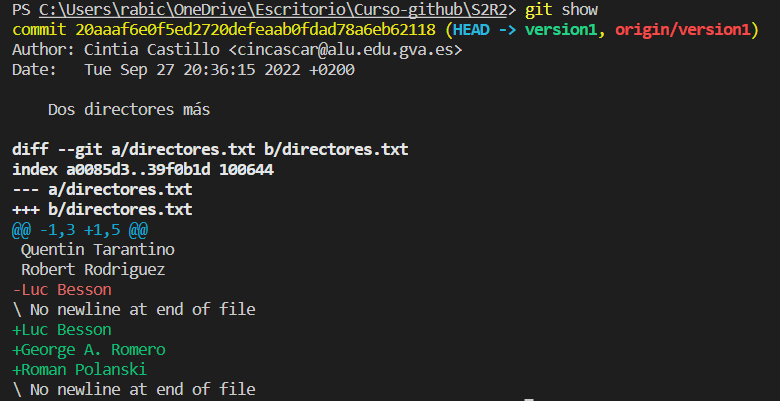 PS C:\Users\rabic\OneDrive\Escritorio\Curso-github\S2R2> git show
commit 20aaaf6e0f5ed2720defeaab0fdad78a6eb62118 (HEAD -> version1, origin/version1)
Author: Cintia Castillo <cincascar@alu.edu.gva.es>
Date:   Tue Sep 27 20:36:15 2022 +0200
    Dos directores más
diff --git a/directores.txt b/directores.txt
index a0085d3..39f0b1d 100644
--- a/directores.txt
+++ b/directores.txt
@@ -1,3 +1,5 @@
 Quentin Tarantino
 Robert Rodriguez
-Luc Besson
\ No newline at end of file
+Luc Besson
+George A. Romero
+Roman Polanski
\ No newline at end of file